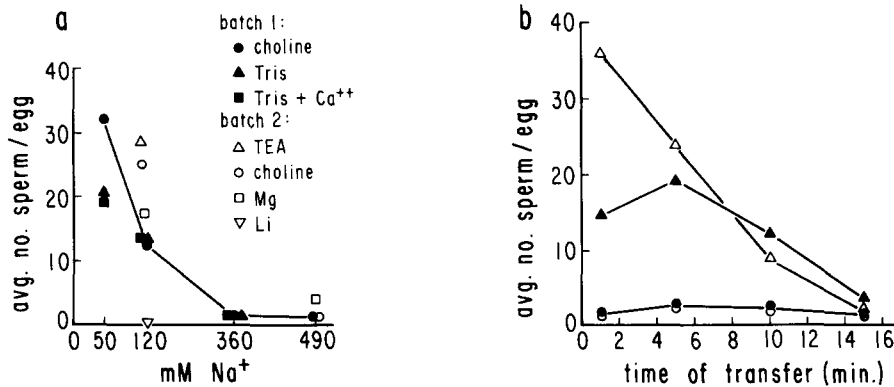 a
batch 1:
choline
Tris
Tris + Ca++
batch 2:
TEA
choline
Mg
Li
avg. no. sperm/egg
40
30
20
10
0
0 50 120 360 490
mM Na+
b
avg. no. sperm/egg
40
30
20
10
0
0 2 4 6 8 10 12 14 16
time of transfer (min.)